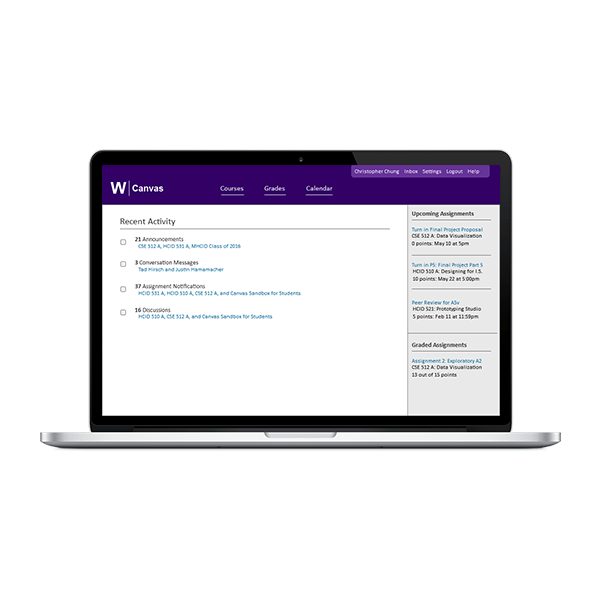 Christopher Chung Inbox Settings Logout Help
W Canvas
Courses Grades Calendar
Recent Activity
21 Announcements
CSE 512 A, HCID 531 A, MHCID Class of 2016
3 Conversation Messages
Tad Hirsch and Justin Hamamacher
37 Assignment Notifications
HCID 531 A, HCID 510 A, CSE 512 A, and Canvas Sandbox for Students
16 Discussions
HCID 510 A, CSE 512 A, and Canvas Sandbox for Students
Upcoming Assignments
Turn in Final Project Proposal
CSE 512 A: Data Visualization
0 points: May 10 at 5pm
Turn in P5: Final Project Part 5
HCID 510 A: Designing for I.S.
10 points: May 22 at 5:00pm
Peer Review for A3v
HCID 521: Prototyping Studio
5 points: Feb 11 at 11:59pm
Graded Assignments
Assignment 2: Exploratory A2
CSE 512 A: Data Visualization
13 out of 15 points